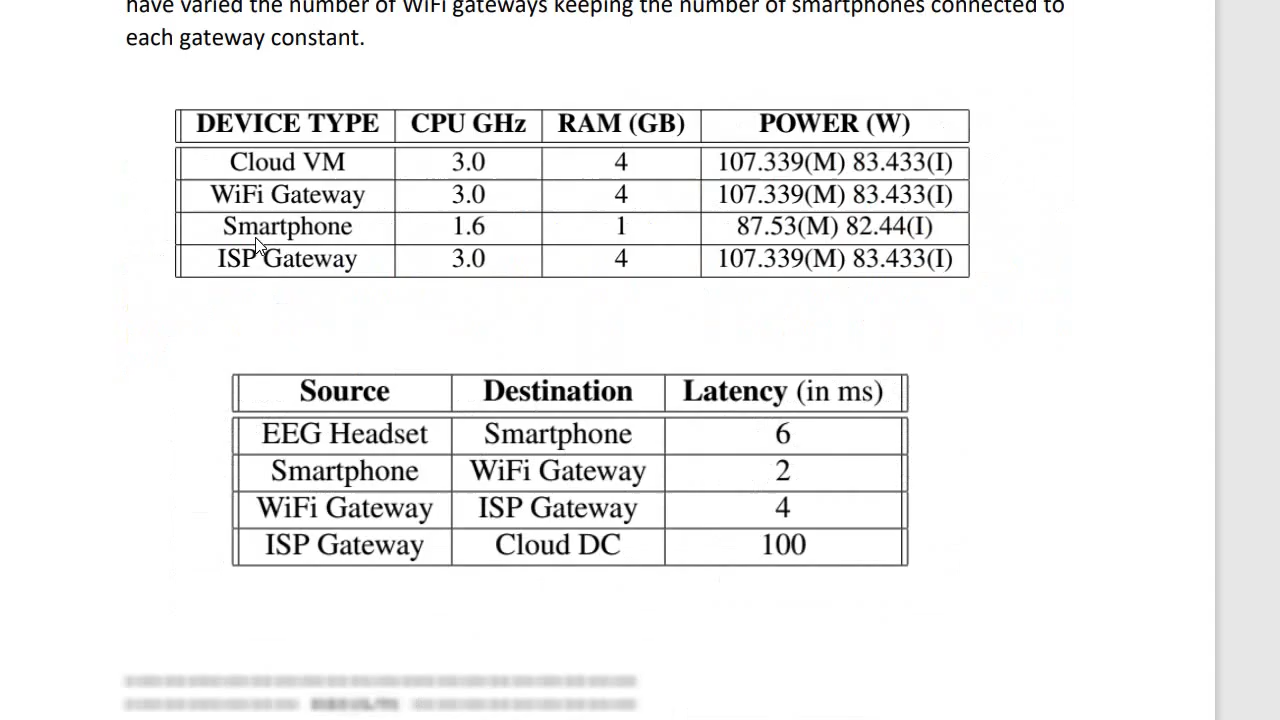 have varied the number of WiFi gateways keeping the number of smartphones connected to
each gateway constant.
DEVICE TYPE CPU GHz RAM (GB) POWER (W)
Cloud VM 3.0 4 107.339(M) 83.433(I)
WiFi Gateway 3.0 4 107.339(M) 83.433(I)
Smartphone 1.6 1 87.53(M) 82.44(I)
ISP Gateway 3.0 4 107.339(M) 83.433(I)
Source Destination Latency (in ms)
EEG Headset Smartphone 6
Smartphone WiFi Gateway 2
WiFi Gateway ISP Gateway 4
ISP Gateway Cloud DC 100